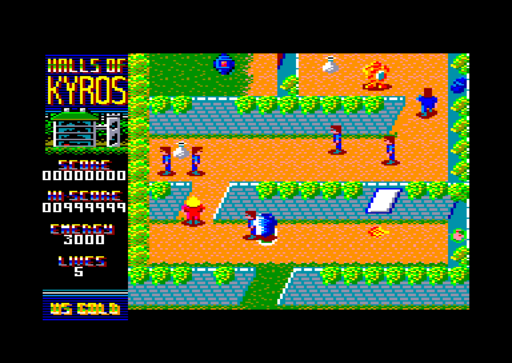 HALLS OF
KYROS
SCORE
00000000
HI SCORE
00999999
ENERGY
3000
LIVES
5
US GOLD